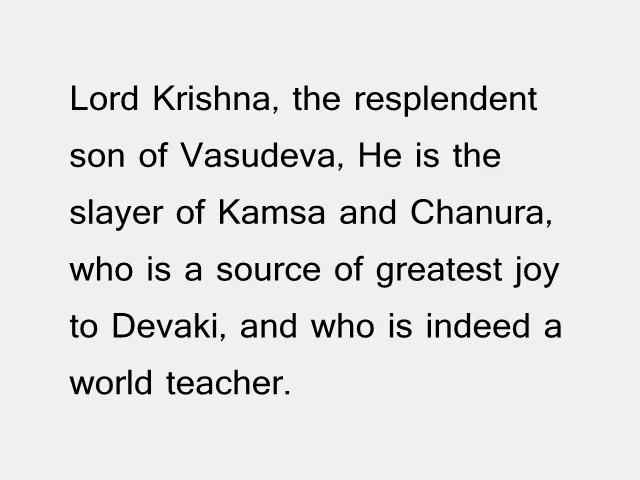 Lord Krishna, the resplendent
son of Vasudeva, He is the
slayer of Kamsa and Chanura,
who is a source of greatest joy
to Devaki, and who is indeed a
world teacher.